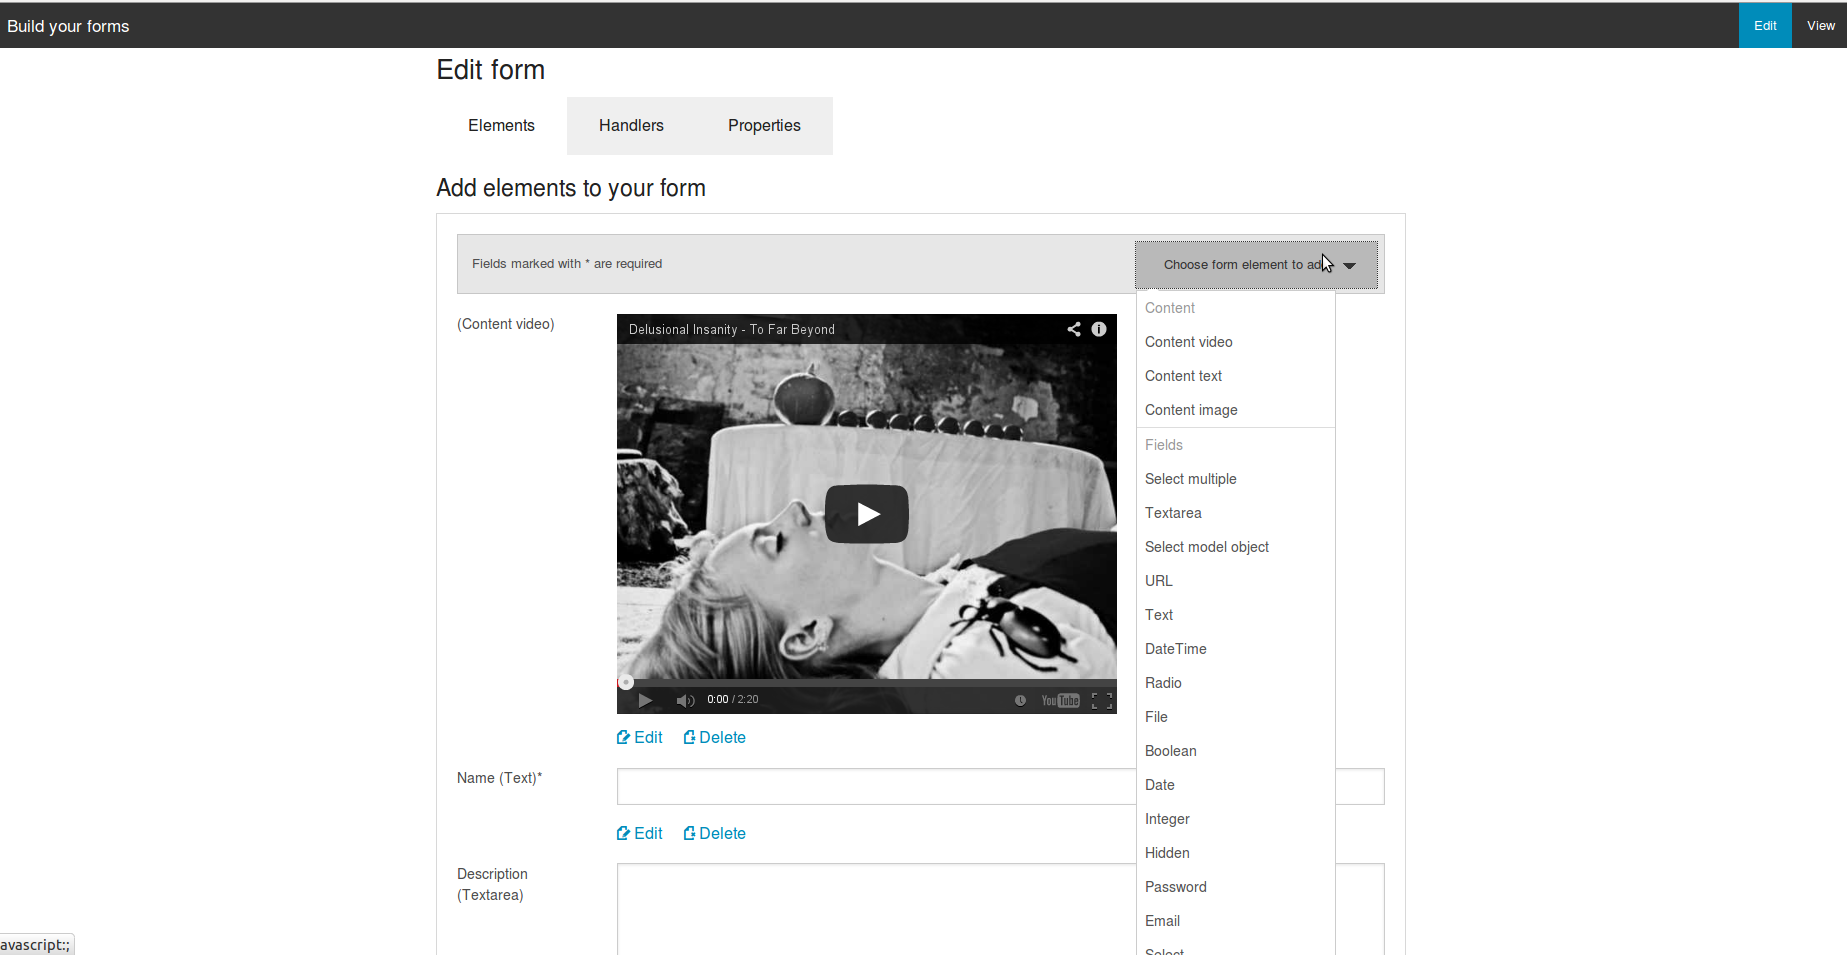 Build your forms
Edit View
Edit form
Elements Handlers Properties
Add elements to your form
Fields marked with * are required
Choose form element to ad
(Content video)
Delusional Insanity - To Far Beyond
0:00 / 2:20
YouTube
Edit Delete
Name (Text)*
Edit Delete
Description
(Textarea)
Content
Content video
Content text
Content image
Fields
Select multiple
Textarea
Select model object
URL
Text
DateTime
Radio
File
Boolean
Date
Integer
Hidden
Password
Email
Select
avascript:;